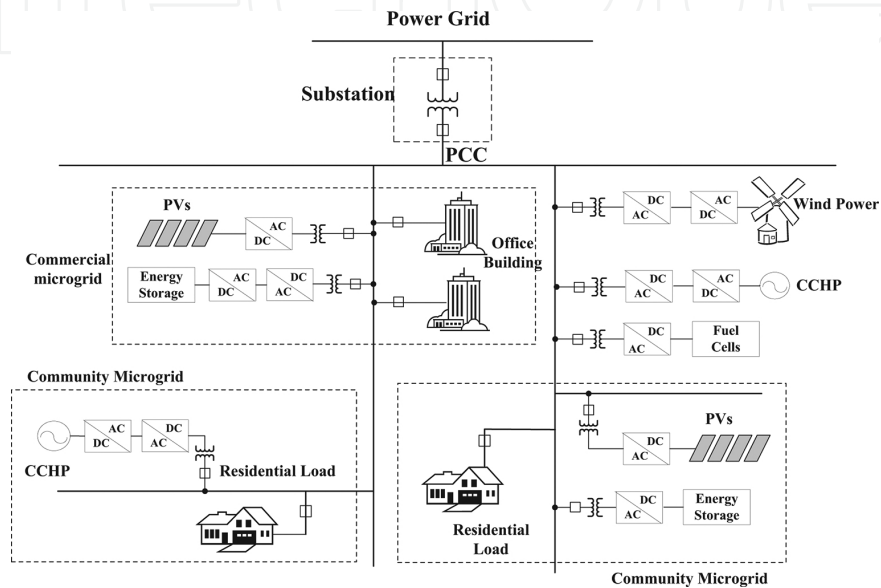 Power Grid
Substation
PCC
PVs
AC
DC
Commercial
microgrid
Energy
Storage
AC
DC
DC
AC
Office
Building
DC
AC
AC
DC
Wind Power
DC
AC
AC
DC
CCHP
DC
AC
Fuel
Cells
Community Microgrid
AC
DC
DC
AC
CCHP
Residential Load
PVs
DC
AC
Residential
Load
DC
AC
Energy
Storage
Community Microgrid